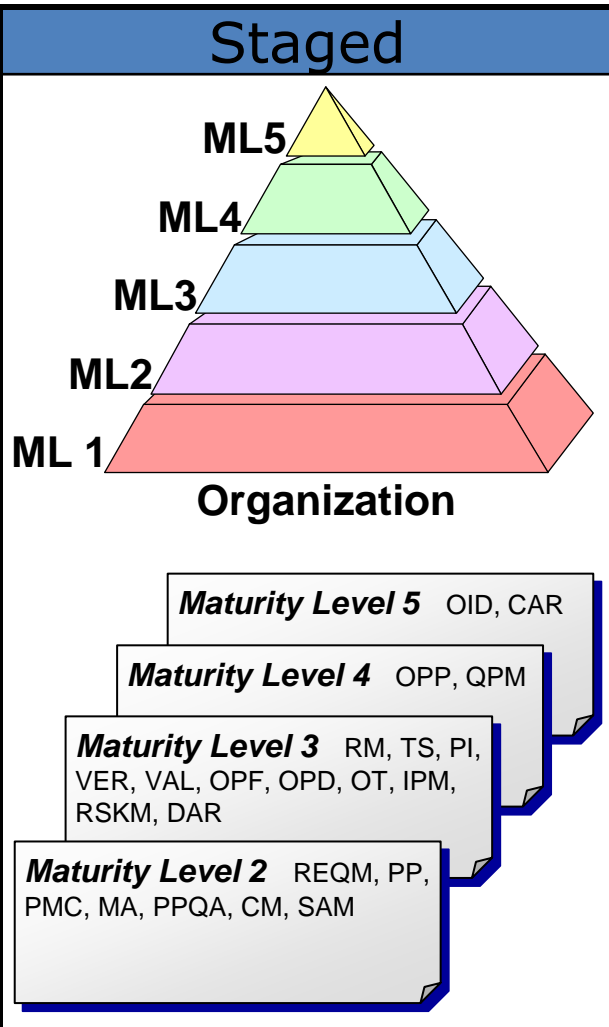 Staged
ML5
ML4
ML3
ML2
ML 1
Organization
Maturity Level 5 OID, CAR
Maturity Level 4 OPP, QPM
Maturity Level 3 RM, TS, PI,
VER, VAL, OPF, OPD, OT, IPM,
RSKM, DAR
Maturity Level 2 REQM, PP,
PMC, MA, PPQA, CM, SAM